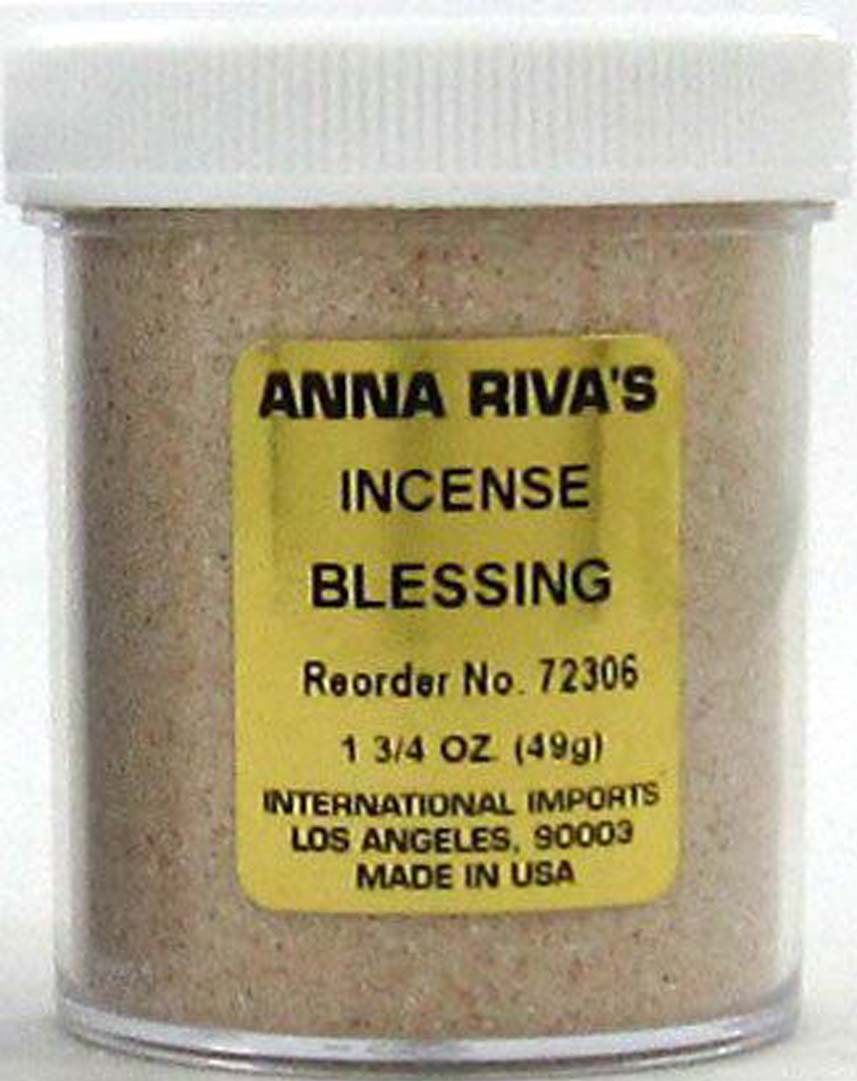 ANNA RIVA'S
INCENSE
BLESSING
Reorder No. 72306
1 3/4 OZ. (49g)
INTERNATIONAL IMPORTS
LOS ANGELES, 90003
MADE IN USA